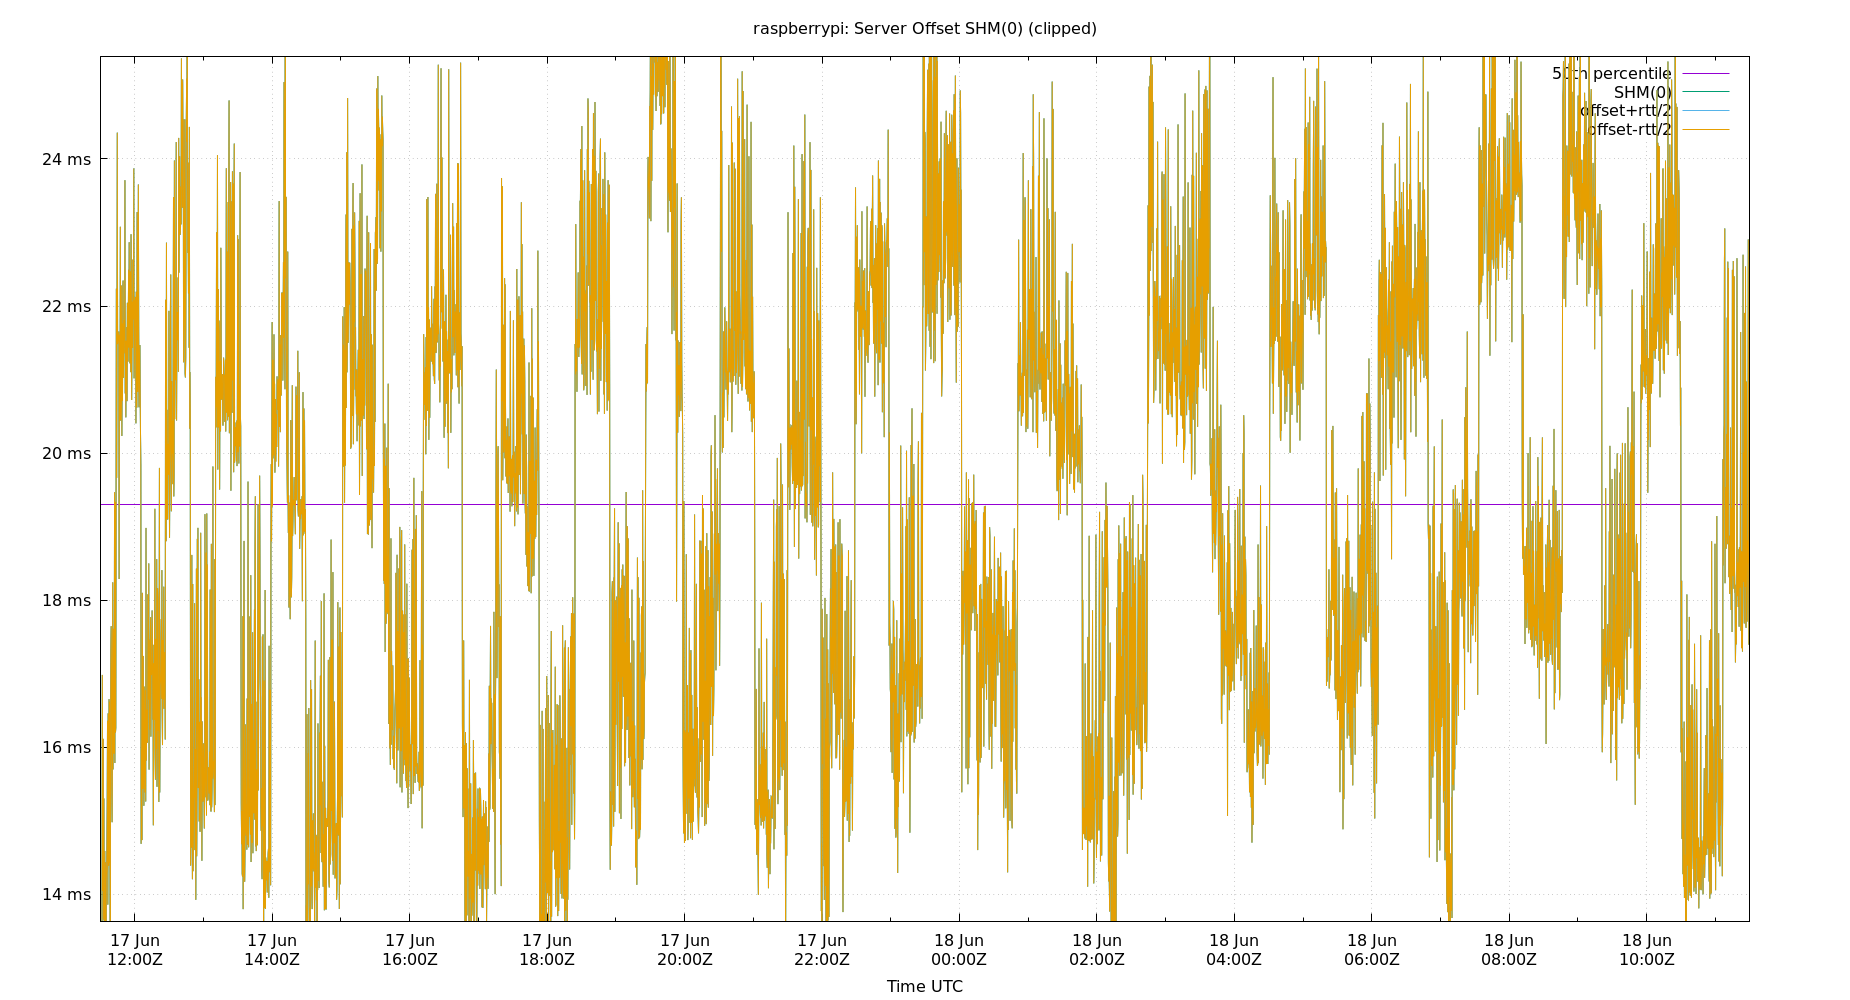 raspberrypi: Server Offset SHM(0) (clipped)
50th percentile
SHM(0)
offset+rtt/2
offset-rtt/2
24 ms
22 ms
20 ms
18 ms
16 ms
14 ms
17 Jun 17 Jun 17 Jun 17 Jun 17 Jun 17 Jun 18 Jun 18 Jun 18 Jun 18 Jun 18 Jun 18 Jun
12:00Z 14:00Z 16:00Z 18:00Z 20:00Z 22:00Z 00:00Z 02:00Z 04:00Z 06:00Z 08:00Z 10:00Z
Time UTC